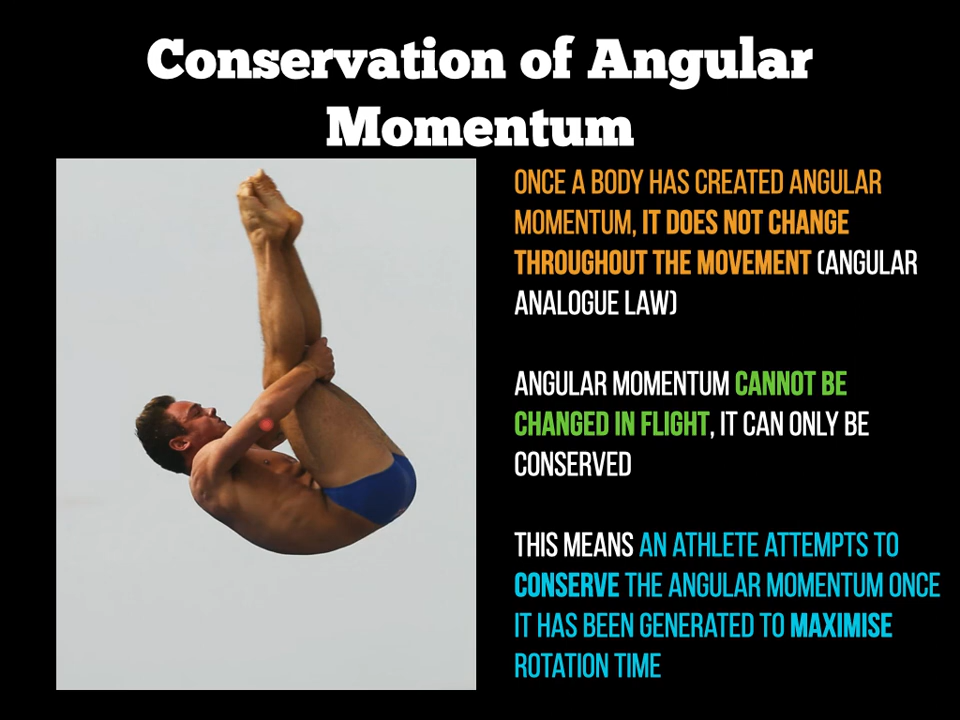 Conservation of Angular
Momentum
ONCE A BODY HAS CREATED ANGULAR
MOMENTUM, IT DOES NOT CHANGE
THROUGHOUT THE MOVEMENT (ANGULAR
ANALOGUE LAW)
ANGULAR MOMENTUM CANNOT BE
CHANGED IN FLIGHT, IT CAN ONLY BE
CONSERVED
THIS MEANS AN ATHLETE ATTEMPTS TO
CONSERVE THE ANGULAR MOMENTUM ONCE
IT HAS BEEN GENERATED TO MAXIMISE
ROTATION TIME